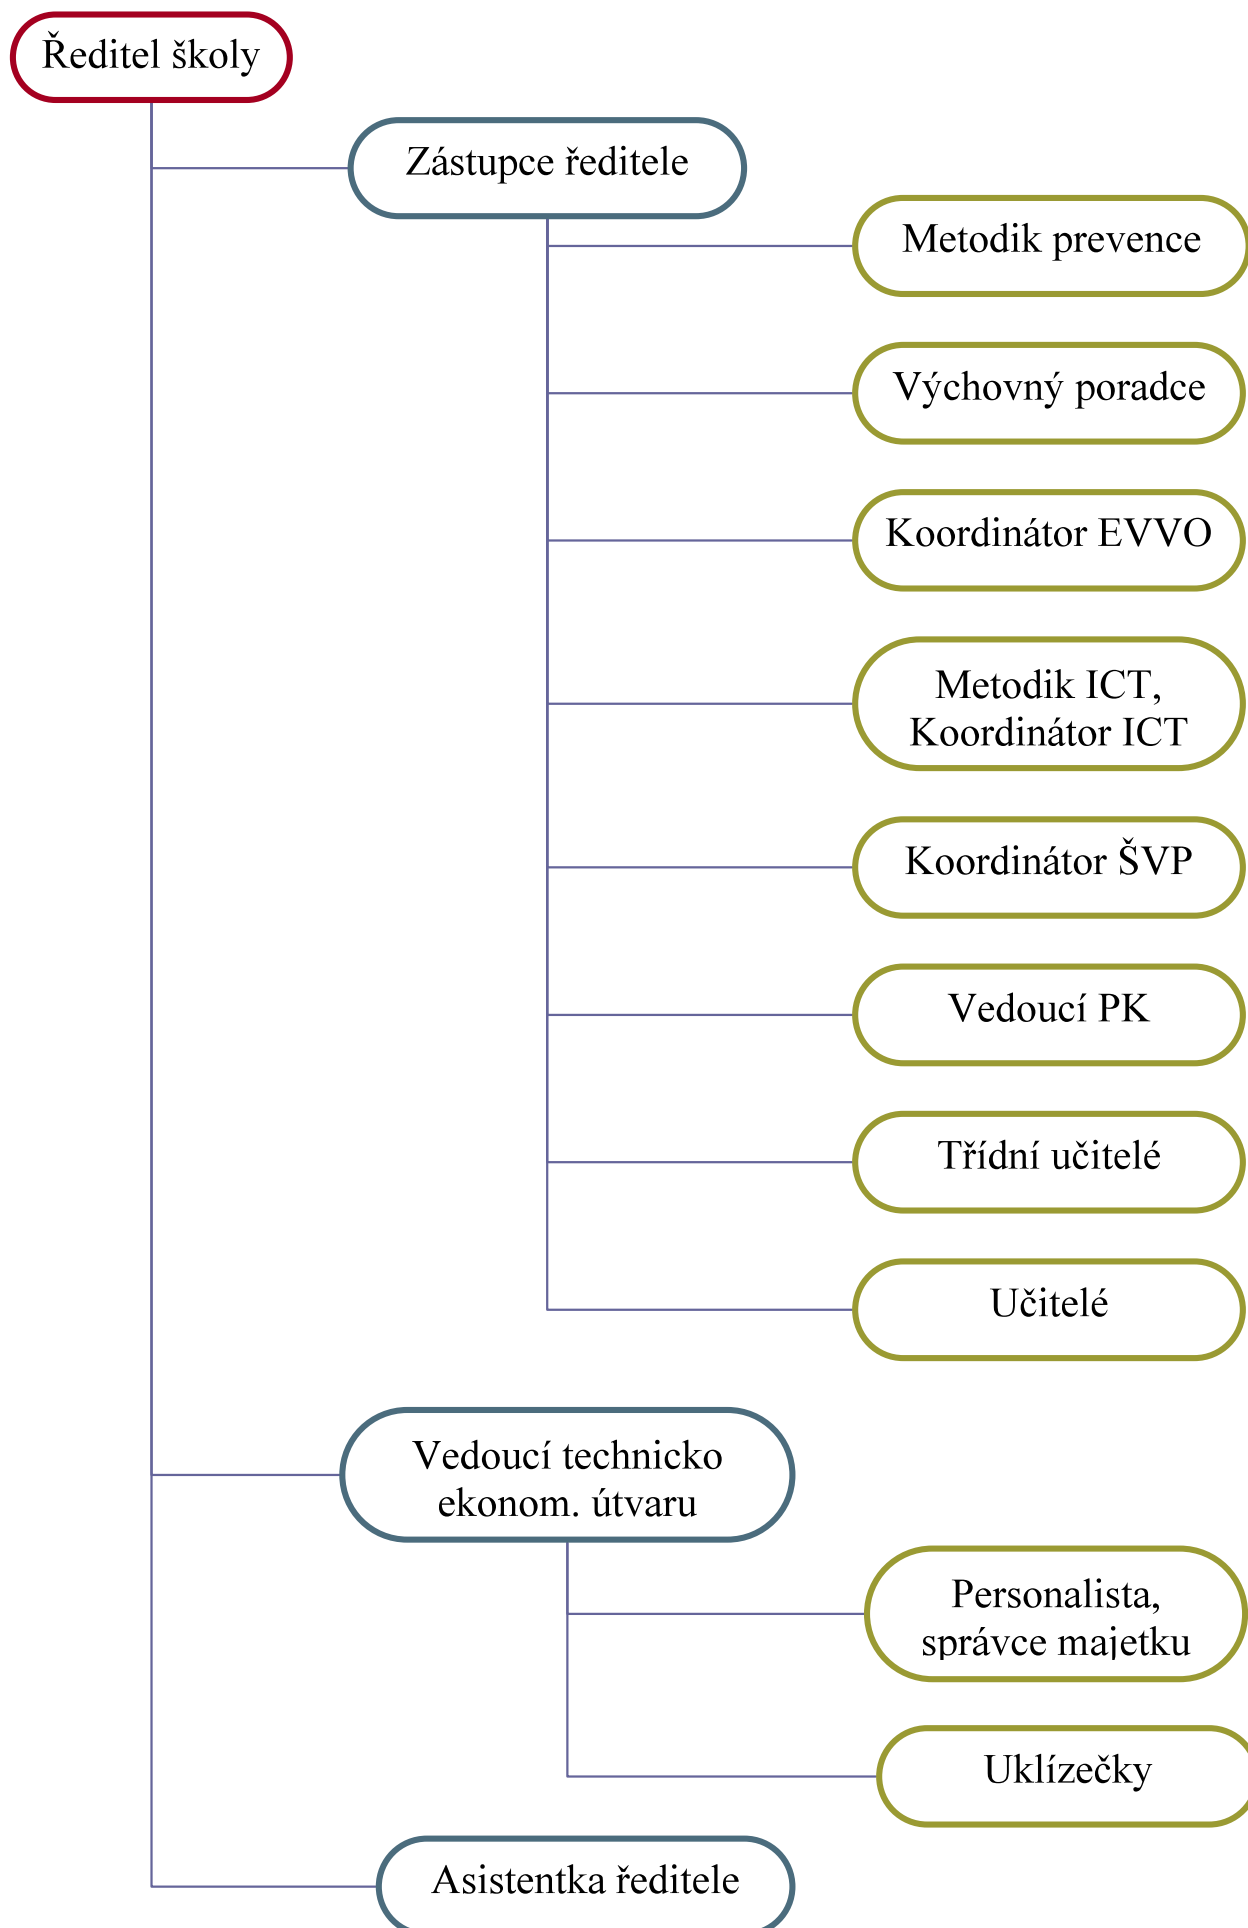 Ředitel školy
Zástupce ředitele
Metodik prevence
Výchovný poradce
Koordinátor EVVO
Metodik ICT,
Koordinátor ICT
Koordinátor ŠVP
Vedoucí PK
Třídní učitelé
Učitelé
Vedoucí technicko
ekonom. útvaru
Personalista,
správce majetku
Uklízečky
Asistentka ředitele